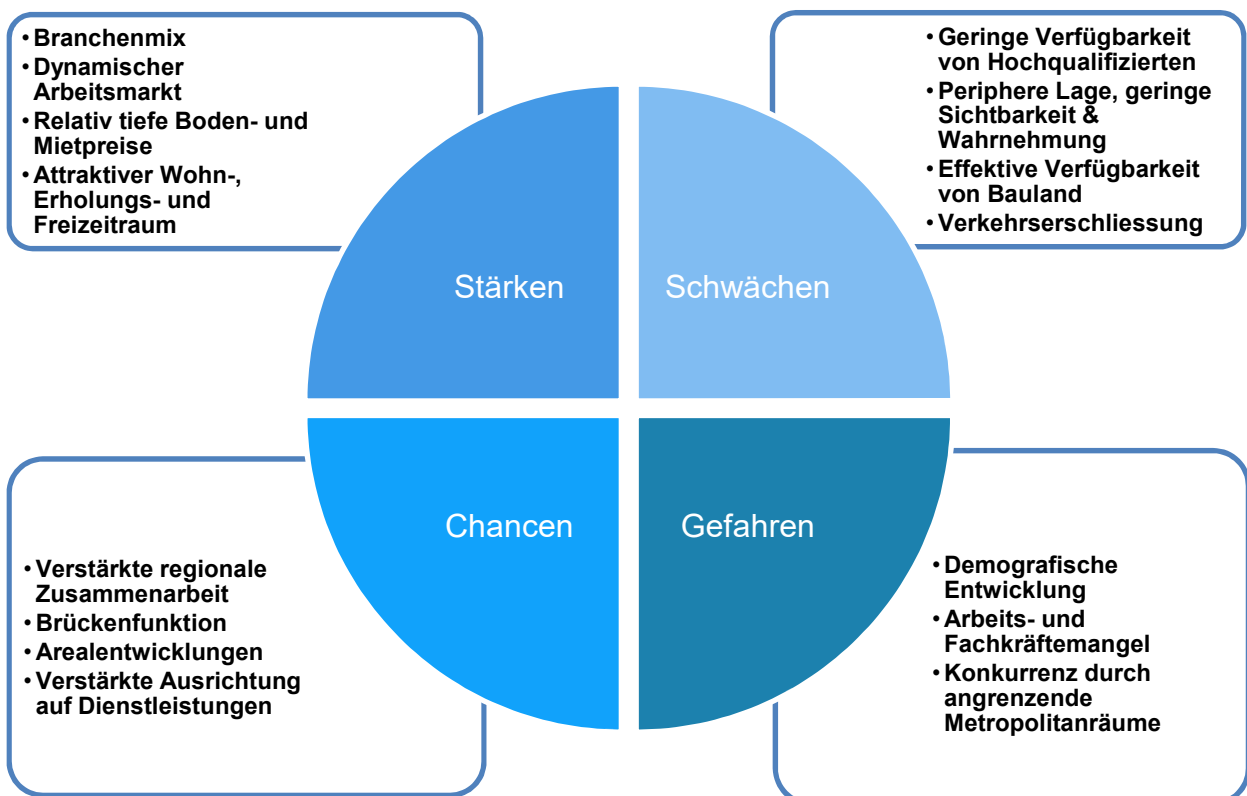 • Branchenmix
• Dynamischer
Arbeitsmarkt
• Relativ tiefe Boden- und
Mietpreise
• Attraktiver Wohn-,
Erholungs- und
Freizeitraum
• Geringe Verfügbarkeit
von Hochqualifizierten
• Periphere Lage, geringe
Sichtbarkeit &
Wahrnehmung
• Effektive Verfügbarkeit
von Bauland
• Verkehrserschliessung
Stärken
Schwächen
Chancen
Gefahren
• Verstärkte regionale
Zusammenarbeit
• Brückenfunktion
• Arealentwicklungen
• Verstärkte Ausrichtung
auf Dienstleistungen
• Demografische
Entwicklung
• Arbeits- und
Fachkräftemangel
• Konkurrenz durch
angrenzende
Metropolitanräume